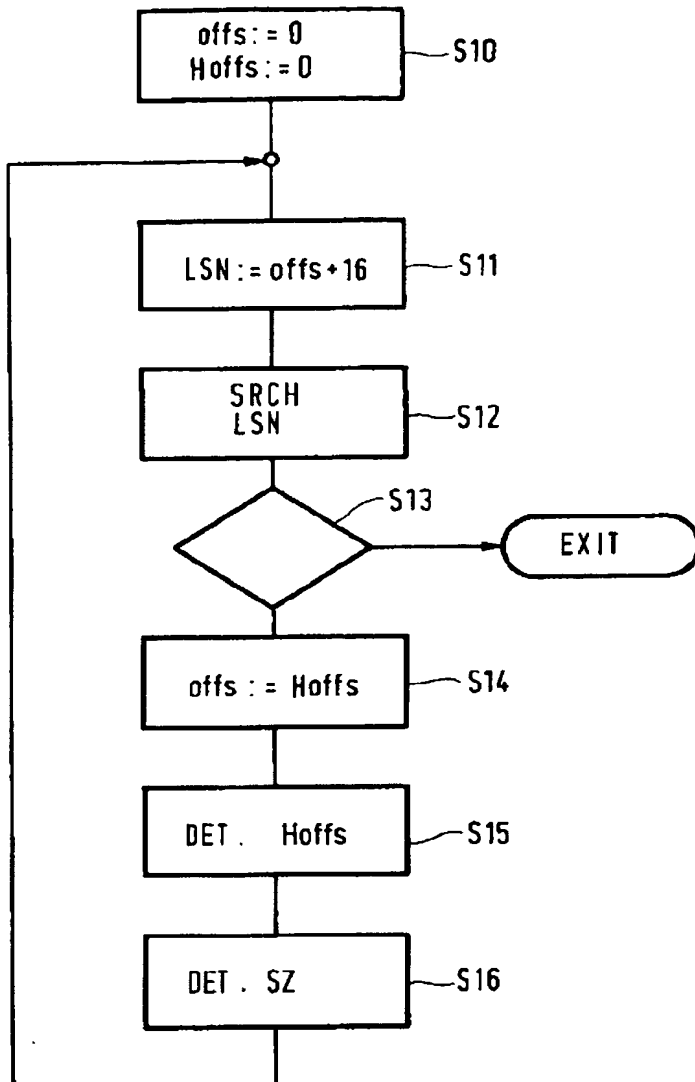 offs := 0
Hoffs := 0
S10
LSN := offs+16
S11
SRCH
LSN
S12
S13
EXIT
offs := Hoffs
S14
DET. Hoffs
S15
DET. SZ
S16